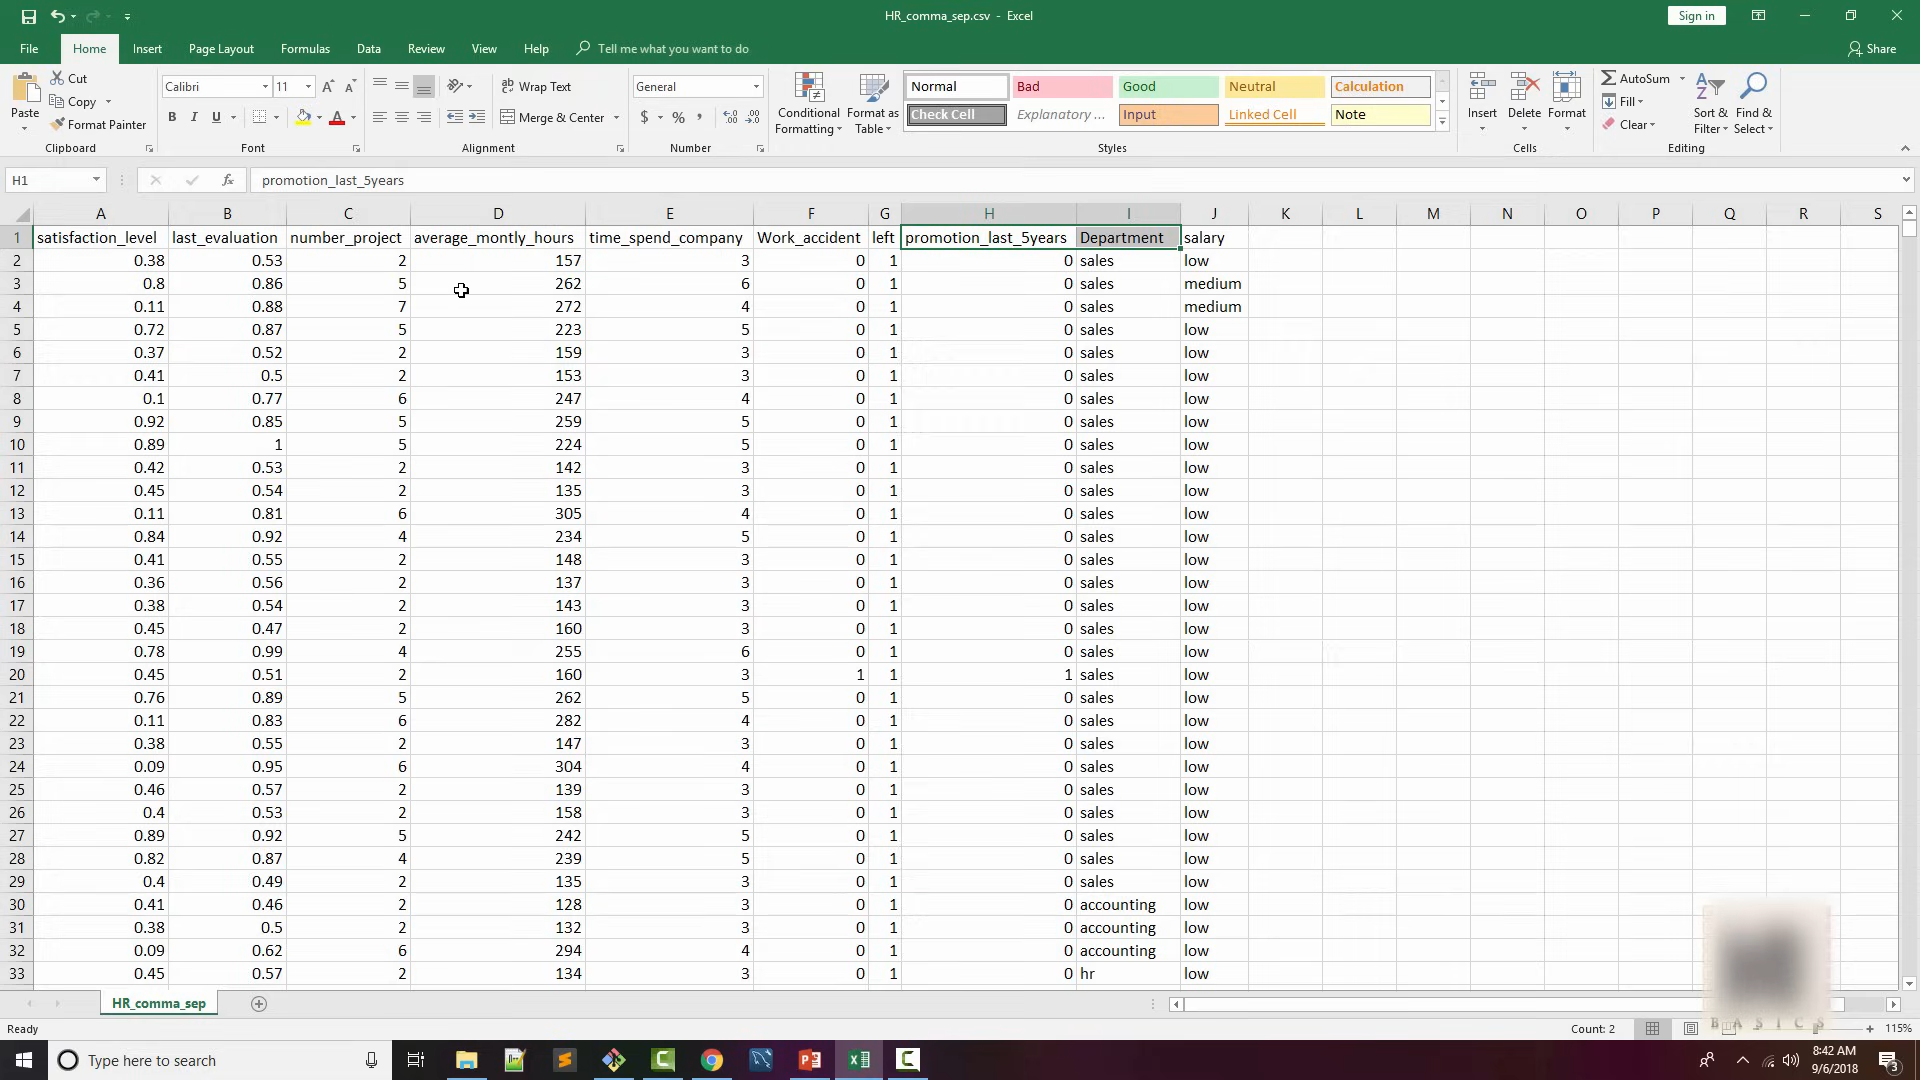 HR_comma_sep.csv - Excel
Sign in
File Home Insert Page Layout Formulas Data Review View Help Tell me what you want to do Share
Paste
Cut
Copy
Format Painter
Clipboard
Calibri 11
B I U
Font
Wrap Text
Merge & Center
Alignment
General
$ % ,
Number
Conditional Formatting
Format as Table
Normal Bad Good Neutral Calculation
Check Cell Explanatory ... Input Linked Cell Note
Styles
Insert Delete Format
Cells
AutoSum
Fill
Clear
Sort & Filter
Find & Select
Editing
H1 fx promotion_last_5years
A B C D E F G H I J K L M N O P Q R S
1 satisfaction_level last_evaluation number_project average_montly_hours time_spend_company Work_accident left promotion_last_5years Department salary
2 0.38 0.53 2 157 3 0 1 0 sales low
3 0.8 0.86 5 262 6 0 1 0 sales medium
4 0.11 0.88 7 272 4 0 1 0 sales medium
5 0.72 0.87 5 223 5 0 1 0 sales low
6 0.37 0.52 2 159 3 0 1 0 sales low
7 0.41 0.5 2 153 3 0 1 0 sales low
8 0.1 0.77 6 247 4 0 1 0 sales low
9 0.92 0.85 5 259 5 0 1 0 sales low
10 0.89 1 5 224 5 0 1 0 sales low
11 0.42 0.53 2 142 3 0 1 0 sales low
12 0.45 0.54 2 135 3 0 1 0 sales low
13 0.11 0.81 6 305 4 0 1 0 sales low
14 0.84 0.92 4 234 5 0 1 0 sales low
15 0.41 0.55 2 148 3 0 1 0 sales low
16 0.36 0.56 2 137 3 0 1 0 sales low
17 0.38 0.54 2 143 3 0 1 0 sales low
18 0.45 0.47 2 160 3 0 1 0 sales low
19 0.78 0.99 4 255 6 0 1 0 sales low
20 0.45 0.51 2 160 3 1 1 1 sales low
21 0.76 0.89 5 262 5 0 1 0 sales low
22 0.11 0.83 6 282 4 0 1 0 sales low
23 0.38 0.55 2 147 3 0 1 0 sales low
24 0.09 0.95 6 304 4 0 1 0 sales low
25 0.46 0.57 2 139 3 0 1 0 sales low
26 0.4 0.53 2 158 3 0 1 0 sales low
27 0.89 0.92 5 242 5 0 1 0 sales low
28 0.82 0.87 4 239 5 0 1 0 sales low
29 0.4 0.49 2 135 3 0 1 0 sales low
30 0.41 0.46 2 128 3 0 1 0 accounting low
31 0.38 0.5 2 132 3 0 1 0 accounting low
32 0.09 0.62 6 294 4 0 1 0 accounting low
33 0.45 0.57 2 134 3 0 1 0 hr low
HR_comma_sep
Ready
Count: 2
115%
BASICS
Type here to search
8:42 AM
9/6/2018
3